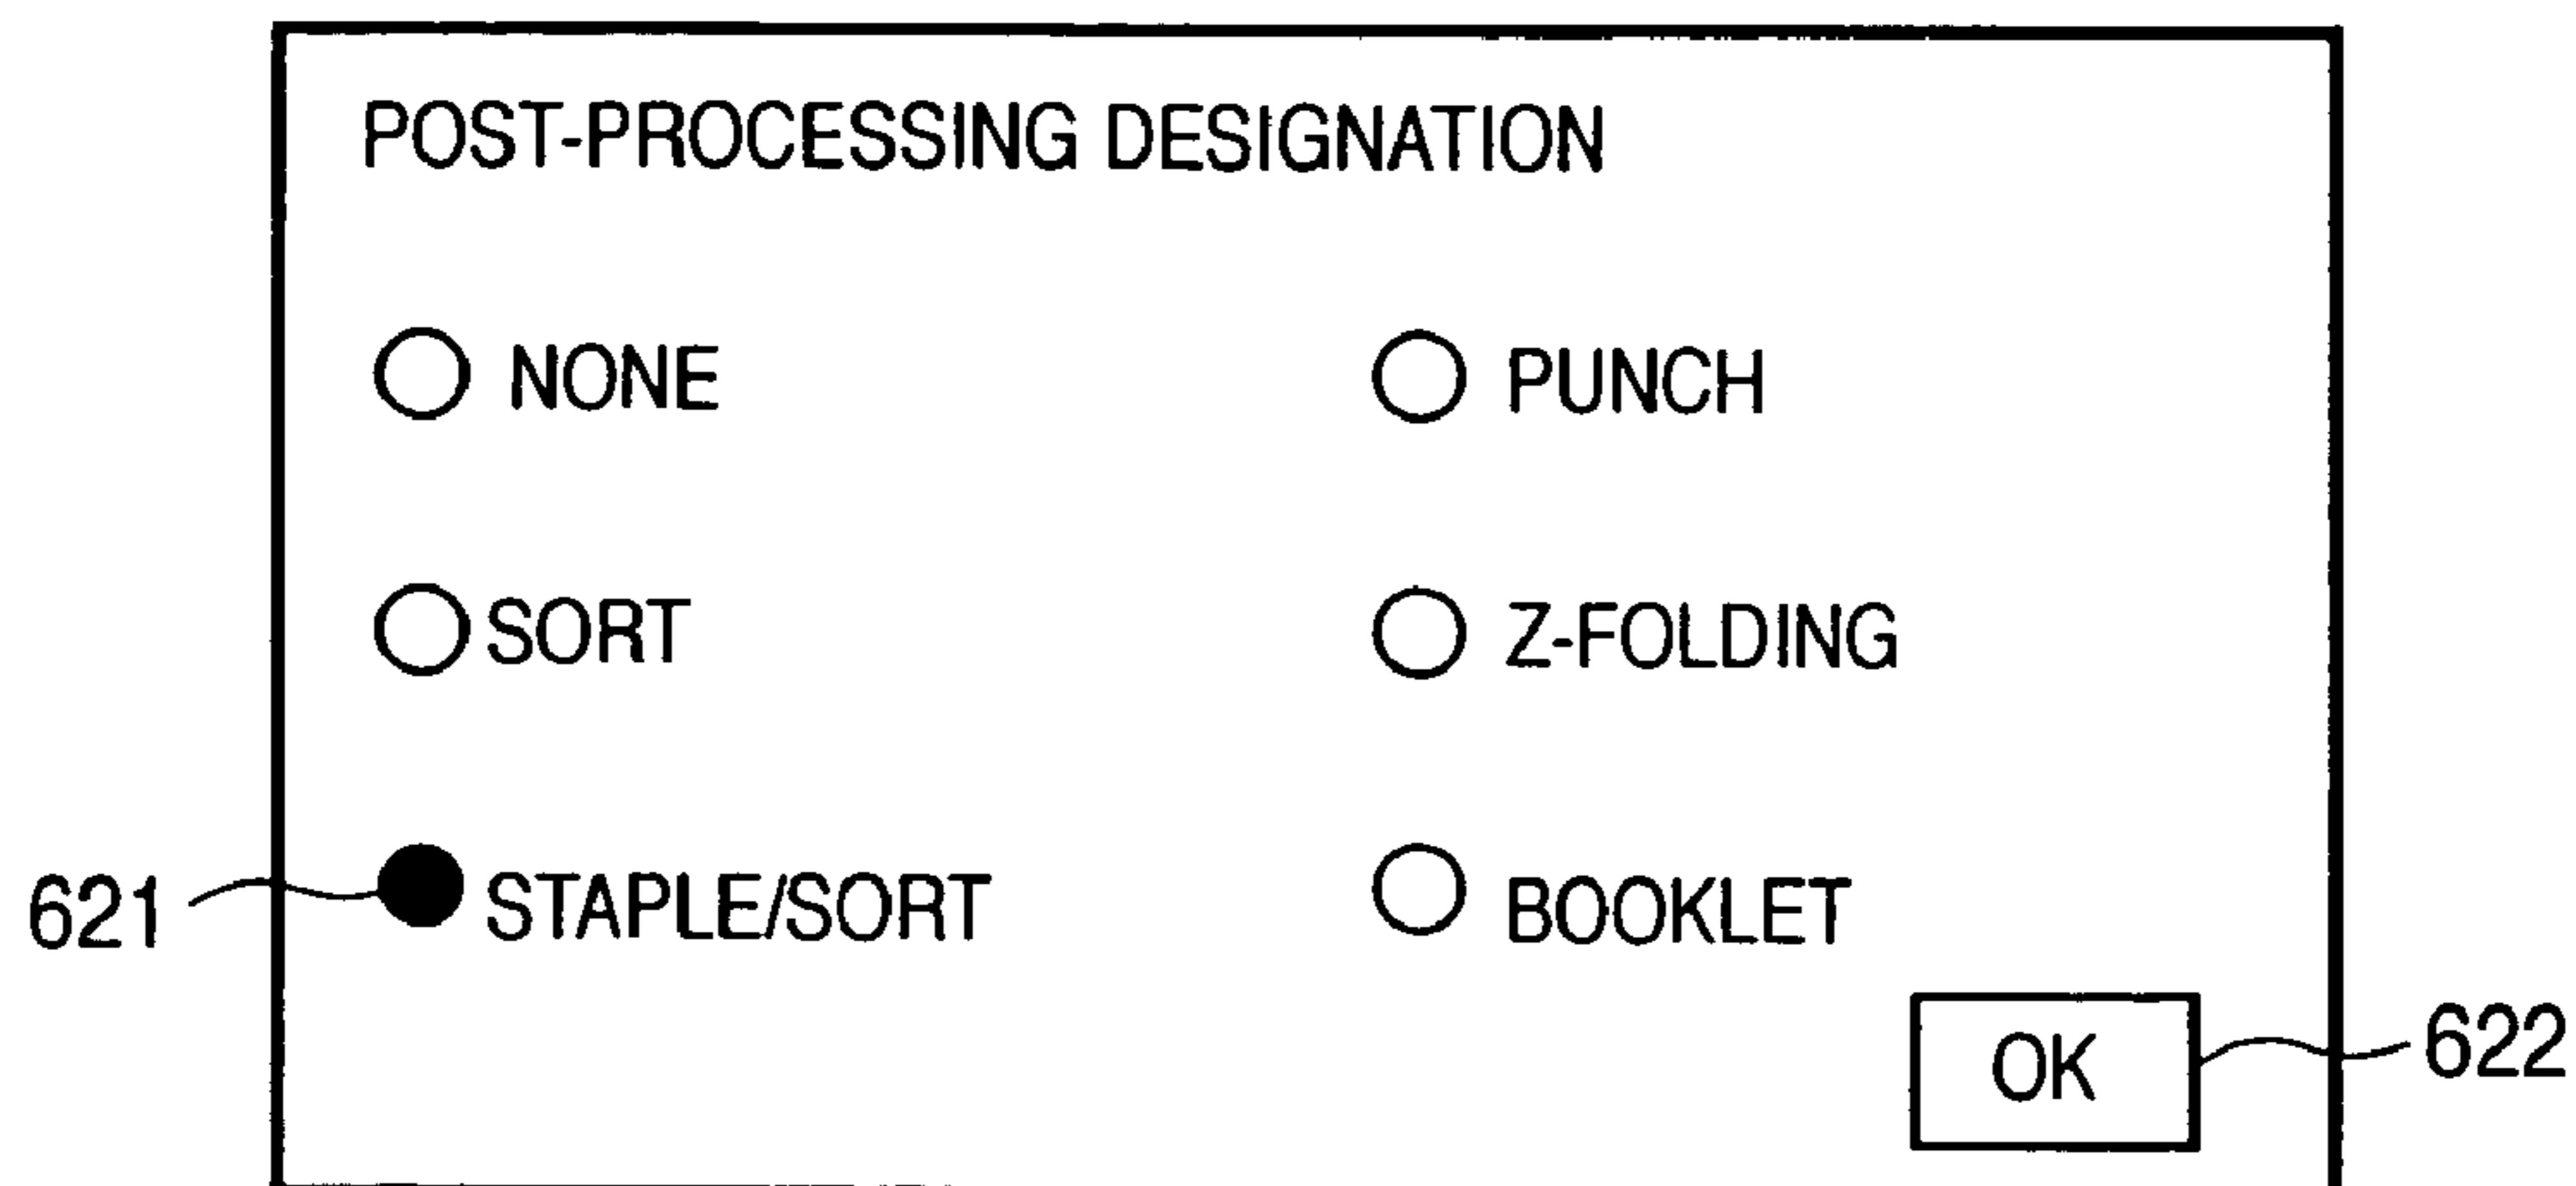 POST-PROCESSING DESIGNATION
NONE
PUNCH
SORT
Z-FOLDING
621
STAPLE/SORT
BOOKLET
OK
622